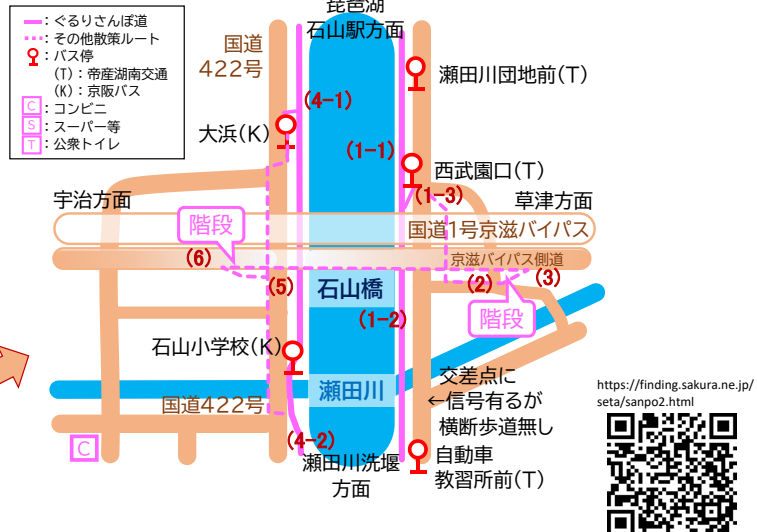 ：ぐるりさんぽ道
：その他散策ルート
：バス停
(T)：帝産湖南交通
(K)：京阪バス
C：コンビニ
S：スーパー等
T：公衆トイレ
琵琶湖
石山駅方面
国道
422号
瀬田川団地前(T)
(4-1)
大浜(K)
(1-1)
西武園口(T)
(1-3)
宇治方面
草津方面
階段
国道1号京滋バイパス
(6)
京滋バイパス側道
(5)
石山橋
(2)
(3)
階段
(1-2)
石山小学校(K)
瀬田川
国道422号
交差点に
←信号有るが
横断歩道無し
C
(4-2)
瀬田川洗堰
方面
自動車
教習所前(T)
https://finding.sakura.ne.jp/
seta/sanpo2.html